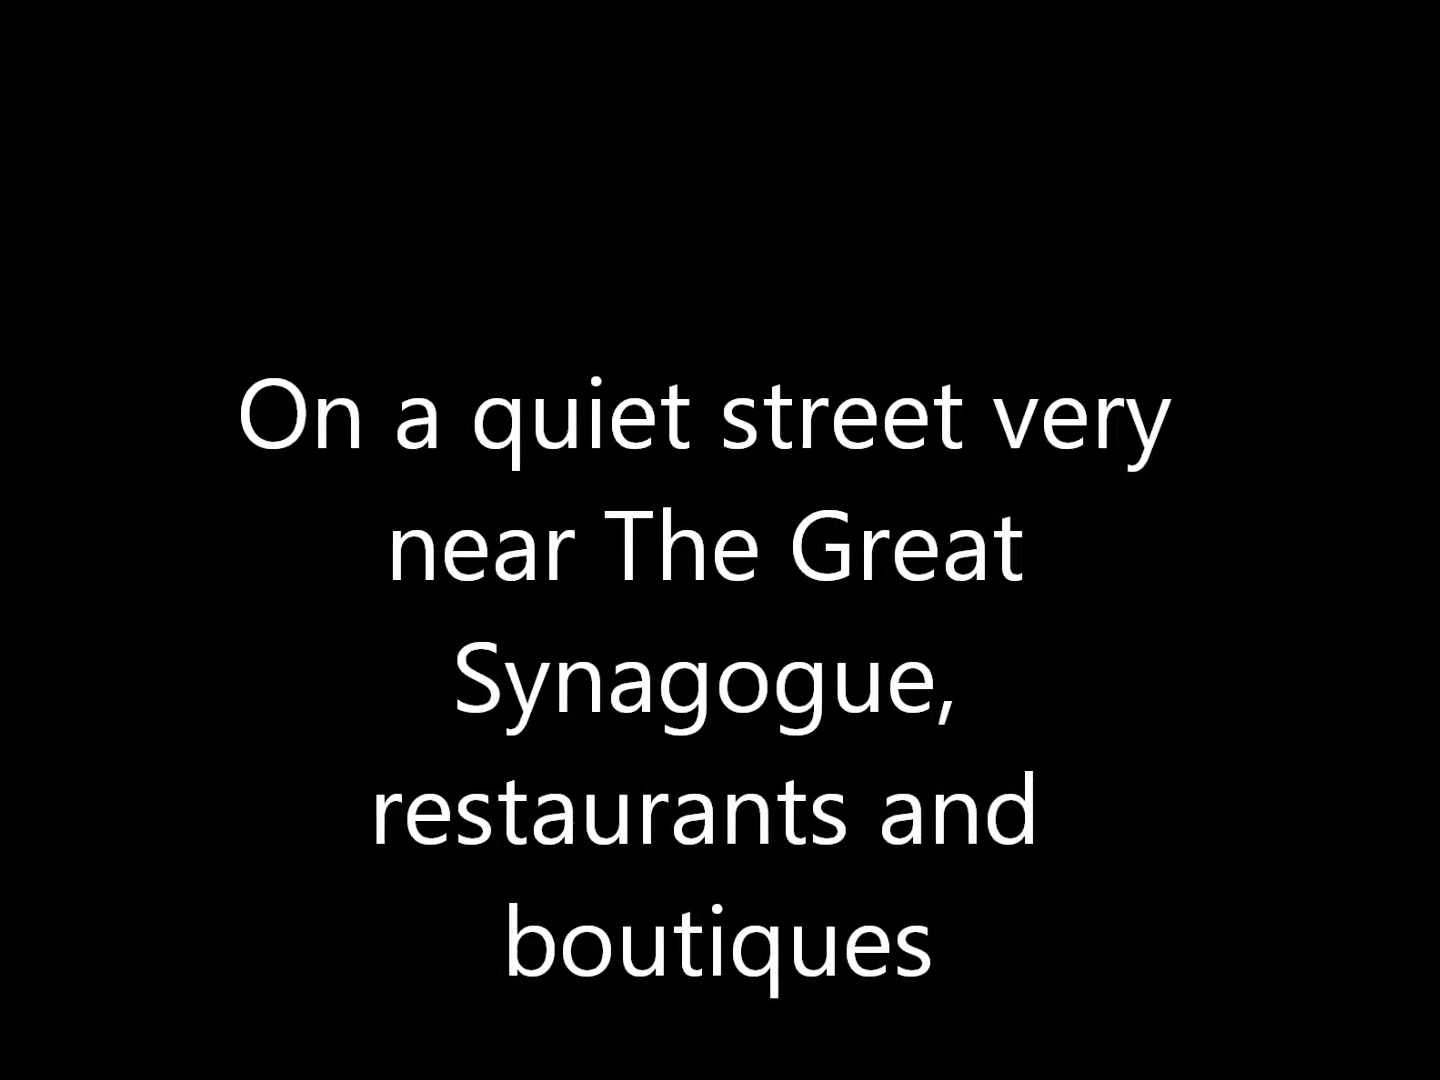 On a quiet street very
near The Great
Synagogue,
restaurants and
boutiques